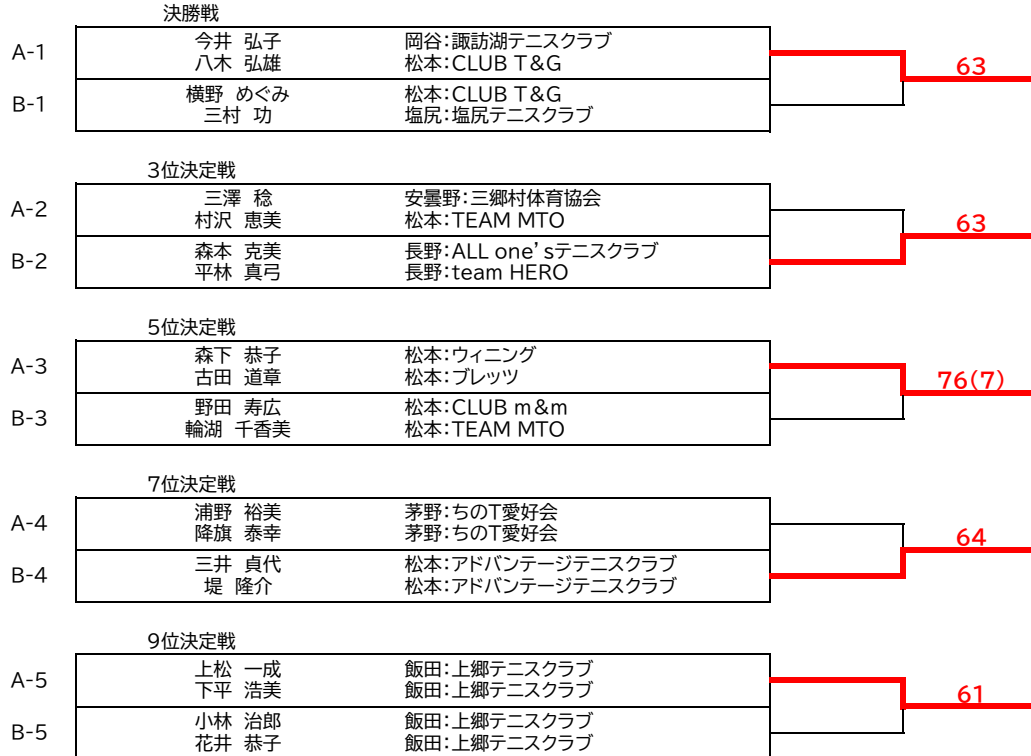 決勝戦
A-1
今井 弘子 岡谷:諏訪湖テニスクラブ
八木 弘雄 松本:CLUB T&G
63
B-1
横野 めぐみ 松本:CLUB T&G
三村 功 塩尻:塩尻テニスクラブ
3位決定戦
A-2
三澤 稔 安曇野:三郷村体育協会
村沢 恵美 松本:TEAM MTO
63
B-2
森本 克美 長野:ALL one'sテニスクラブ
平林 真弓 長野:team HERO
5位決定戦
A-3
森下 恭子 松本:ウィニング
古田 道章 松本:ブレッツ
76(7)
B-3
野田 寿広 松本:CLUB m&m
輪湖 千香美 松本:TEAM MTO
7位決定戦
A-4
浦野 裕美 茅野:ちのT愛好会
降旗 泰幸 茅野:ちのT愛好会
64
B-4
三井 貞代 松本:アドバンテージテニスクラブ
堤 隆介 松本:アドバンテージテニスクラブ
9位決定戦
A-5
上松 一成 飯田:上郷テニスクラブ
下平 浩美 飯田:上郷テニスクラブ
61
B-5
小林 治郎 飯田:上郷テニスクラブ
花井 恭子 飯田:上郷テニスクラブ